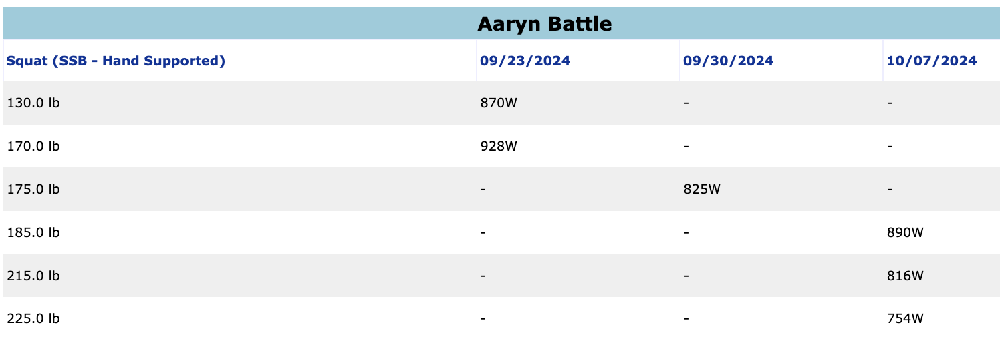 Aaryn Battle
Squat (SSB - Hand Supported) 09/23/2024 09/30/2024 10/07/2024
130.0 lb 870W - -
170.0 lb 928W - -
175.0 lb - 825W -
185.0 lb - - 890W
215.0 lb - - 816W
225.0 lb - - 754W